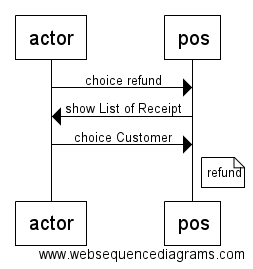 actor
pos
choice refund
show List of Receipt
choice Customer
refund
actor
pos
www.websequencediagrams.com